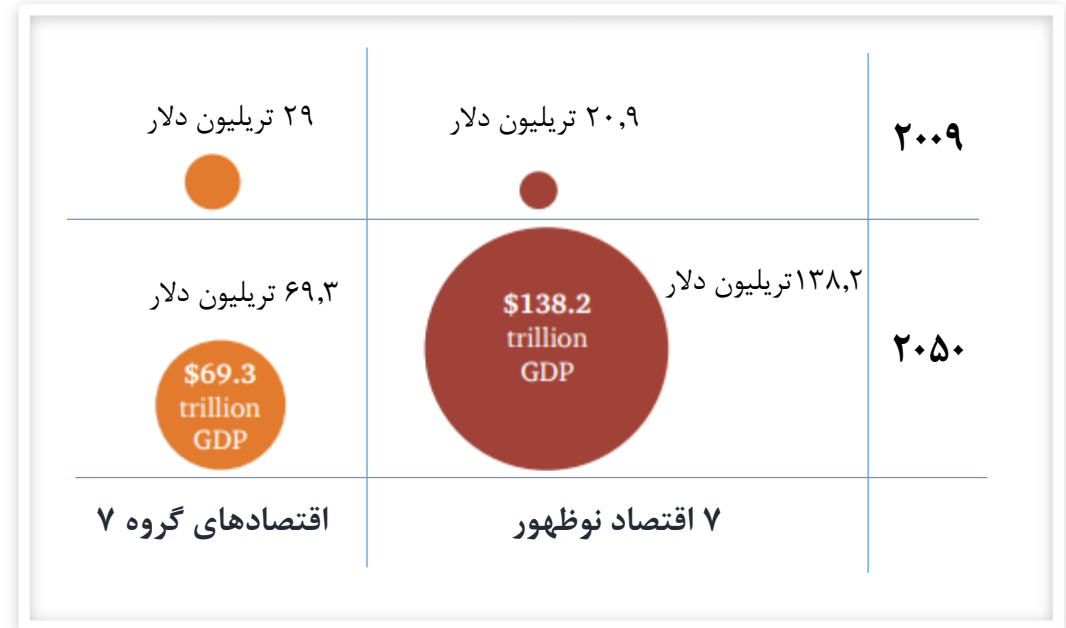 ۲۰۰۹
۲۰,۹ تریلیون دلار
۲۹ تریلیون دلار
۲۰۵۰
۱۳۸,۲تریلیون دلار
$138.2
trillion
GDP
۶۹,۳ تریلیون دلار
$69.3
trillion
GDP
۷ اقتصاد نوظهور
اقتصادهای گروه ۷